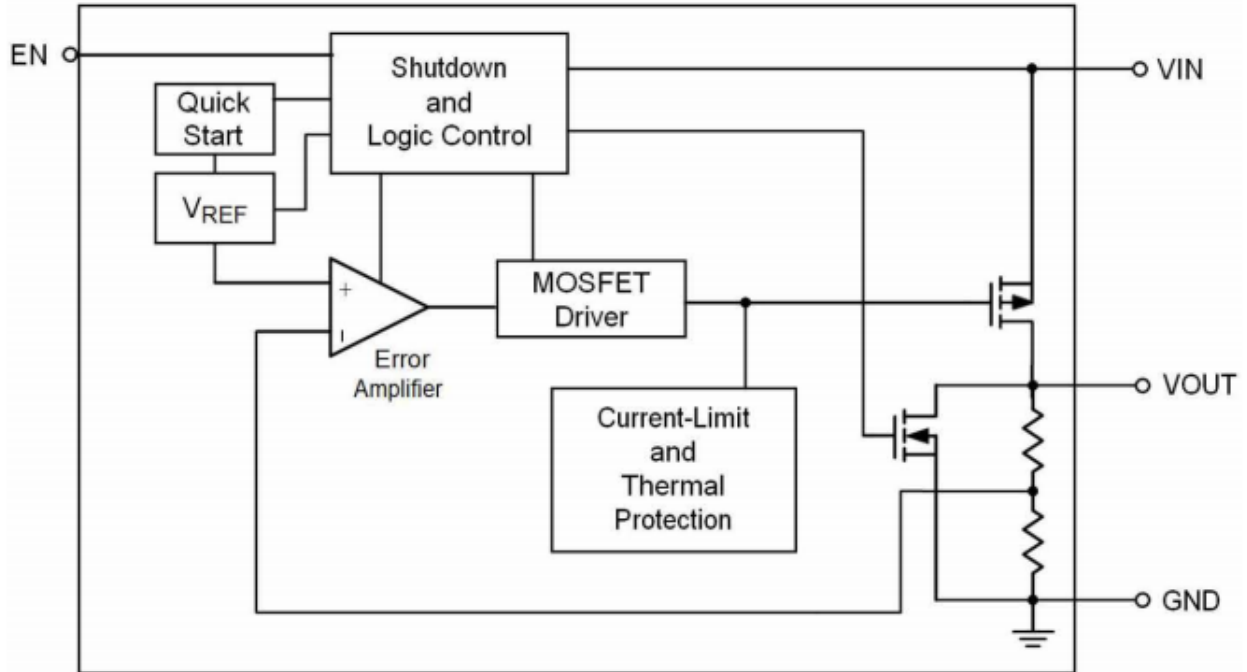 EN
Shutdown
and
Logic Control
VIN
Quick
Start
VREF
+
-
MOSFET
Driver
Error
Amplifier
VOUT
Current-Limit
and
Thermal
Protection
GND